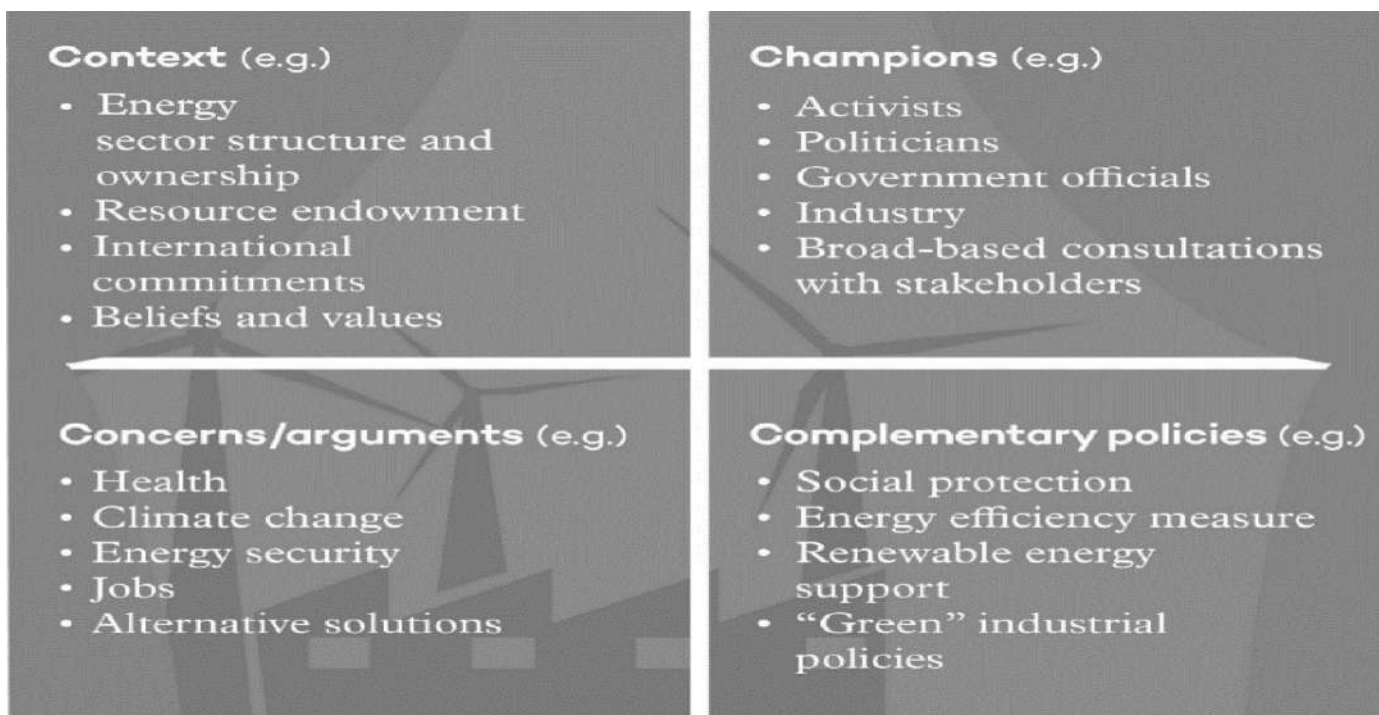 Context (e.g.)
• Energy
sector structure and
ownership
• Resource endowment
• International
commitments
• Beliefs and values
Champions (e.g.)
• Activists
• Politicians
• Government officials
• Industry
• Broad-based consultations
with stakeholders
Concerns/arguments (e.g.)
• Health
• Climate change
• Energy security
• Jobs
• Alternative solutions
Complementary policies (e.g.)
• Social protection
• Energy efficiency measure
• Renewable energy
support
• “Green” industrial
policies